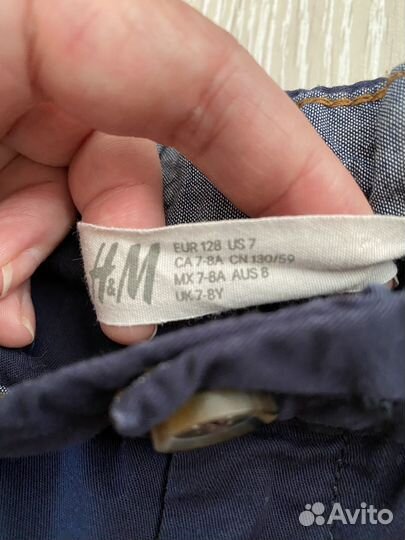 H&M
EUR 128 US 7
CA 7-8A CN 130/59
MX 7-8A AUS 8
UK 7-8Y
Avito